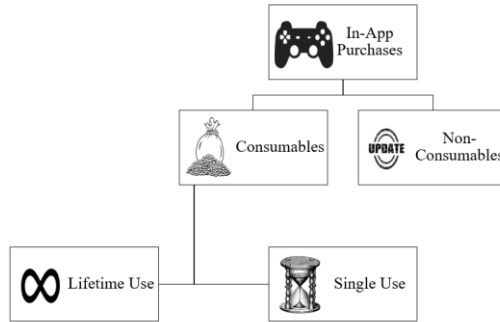 In-App
Purchases
Consumables
UPDATE
Non-
Consumables
Lifetime Use
Single Use